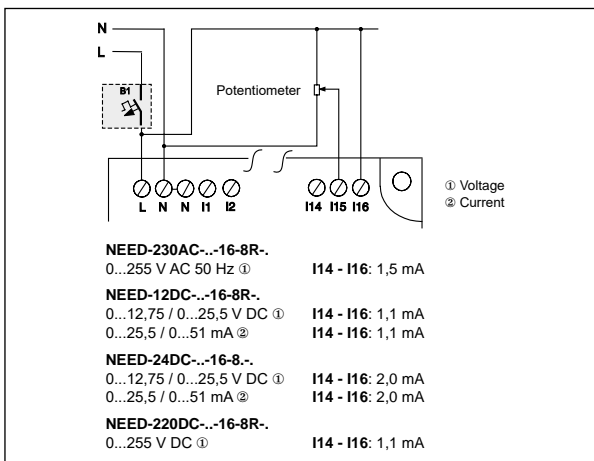 N
L
B1
Potentiometer
L N N I1 I2 I14 I15 I16
① Voltage
② Current
NEED-230AC-..-16-8R-.
0...255 V AC 50 Hz ① I14 - I16: 1,5 mA
NEED-12DC-..-16-8R-.
0...12,75 / 0...25,5 V DC ① I14 - I16: 1,1 mA
0...25,5 / 0...51 mA ② I14 - I16: 1,1 mA
NEED-24DC-..-16-8.-.
0...12,75 / 0...25,5 V DC ① I14 - I16: 2,0 mA
0...25,5 / 0...51 mA ② I14 - I16: 2,0 mA
NEED-220DC-..-16-8R-.
0...255 V DC ① I14 - I16: 1,1 mA